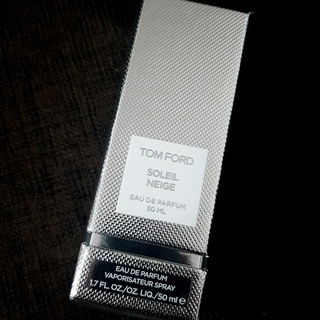 TOM FORD
SOLEIL
NEIGE
EAU DE PARFUM
50 ML
EAU DE PARFUM
VAPORISATEUR SPRAY
1.7 FL. OZ./OZ. LIQ./50 ml ℮